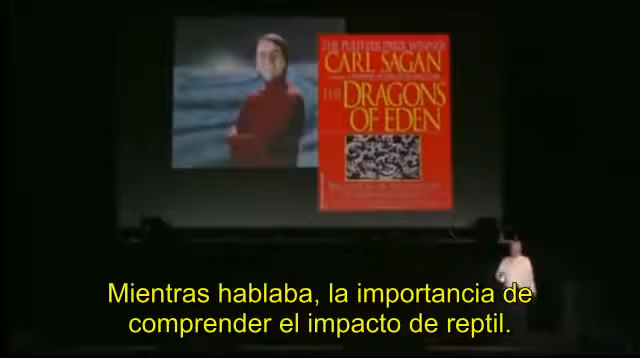 THE PULITZER PRIZE WINNER
CARL SAGAN
THE DRAGONS
OF EDEN
Mientras hablaba, la importancia de
comprender el impacto de reptil.